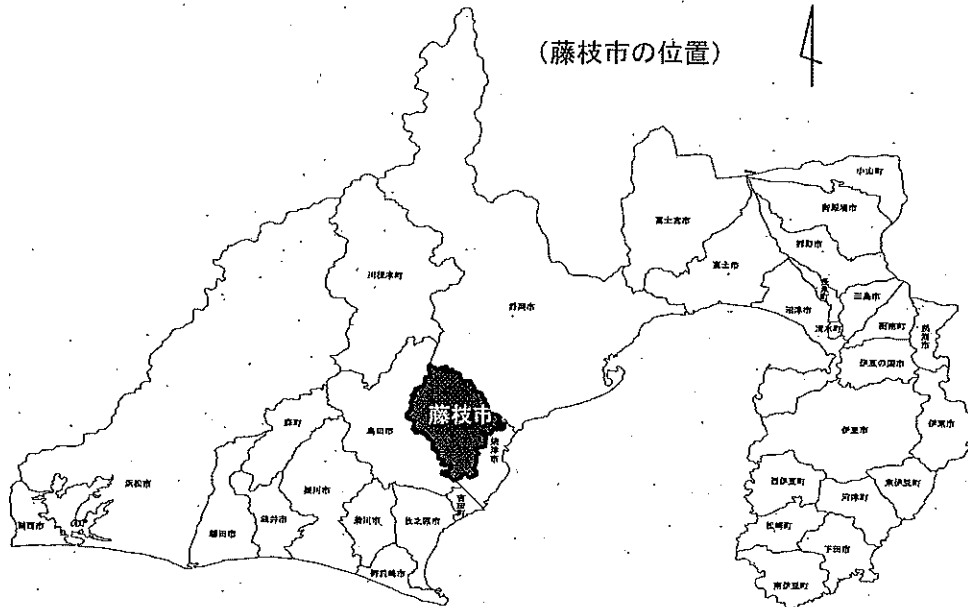 (藤枝市の位置)
小山町
御殿場市
富士宮市
裾野市
富士市
川根本町
長泉町
三島市
静岡市
沼津市
清水町
函南町
熱海市
伊豆の国市
藤枝市
森町
島田市
焼津市
伊豆市
伊東市
浜松市
掛川市
西伊豆町
東伊豆町
河津町
湖西市
磐田市
袋井市
菊川市
牧之原市
吉田町
松崎町
下田市
御前崎市
南伊豆町